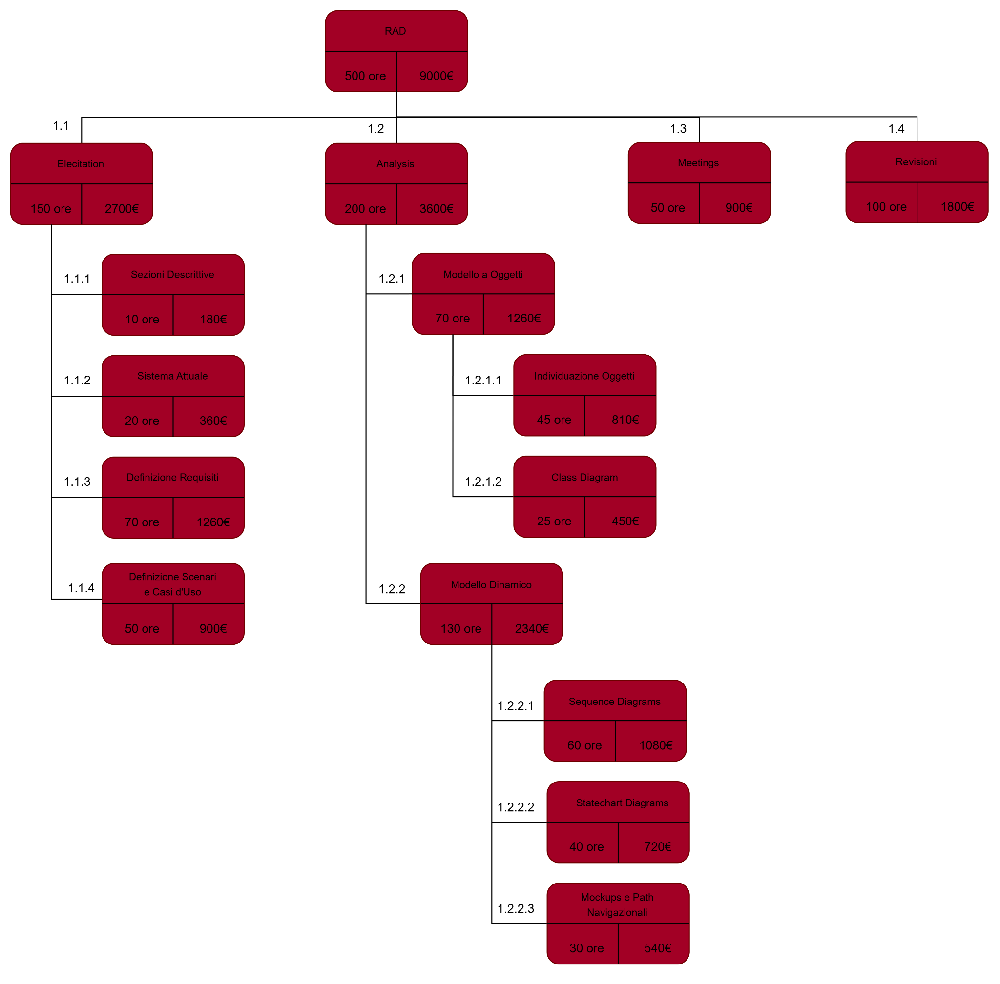 RAD
500 ore 9000€
1.1
1.2
1.3
1.4
Elecitation
150 ore 2700€
Analysis
200 ore 3600€
Meetings
50 ore 900€
Revisioni
100 ore 1800€
1.1.1
Sezioni Descrittive
10 ore 180€
1.1.2
Sistema Attuale
20 ore 360€
1.1.3
Definizione Requisiti
70 ore 1260€
1.1.4
Definizione Scenari
e Casi d'Uso
50 ore 900€
1.2.1
Modello a Oggetti
70 ore 1260€
1.2.1.1
Individuazione Oggetti
45 ore 810€
1.2.1.2
Class Diagram
25 ore 450€
1.2.2
Modello Dinamico
130 ore 2340€
1.2.2.1
Sequence Diagrams
60 ore 1080€
1.2.2.2
Statechart Diagrams
40 ore 720€
1.2.2.3
Mockups e Path
Navigazionali
30 ore 540€